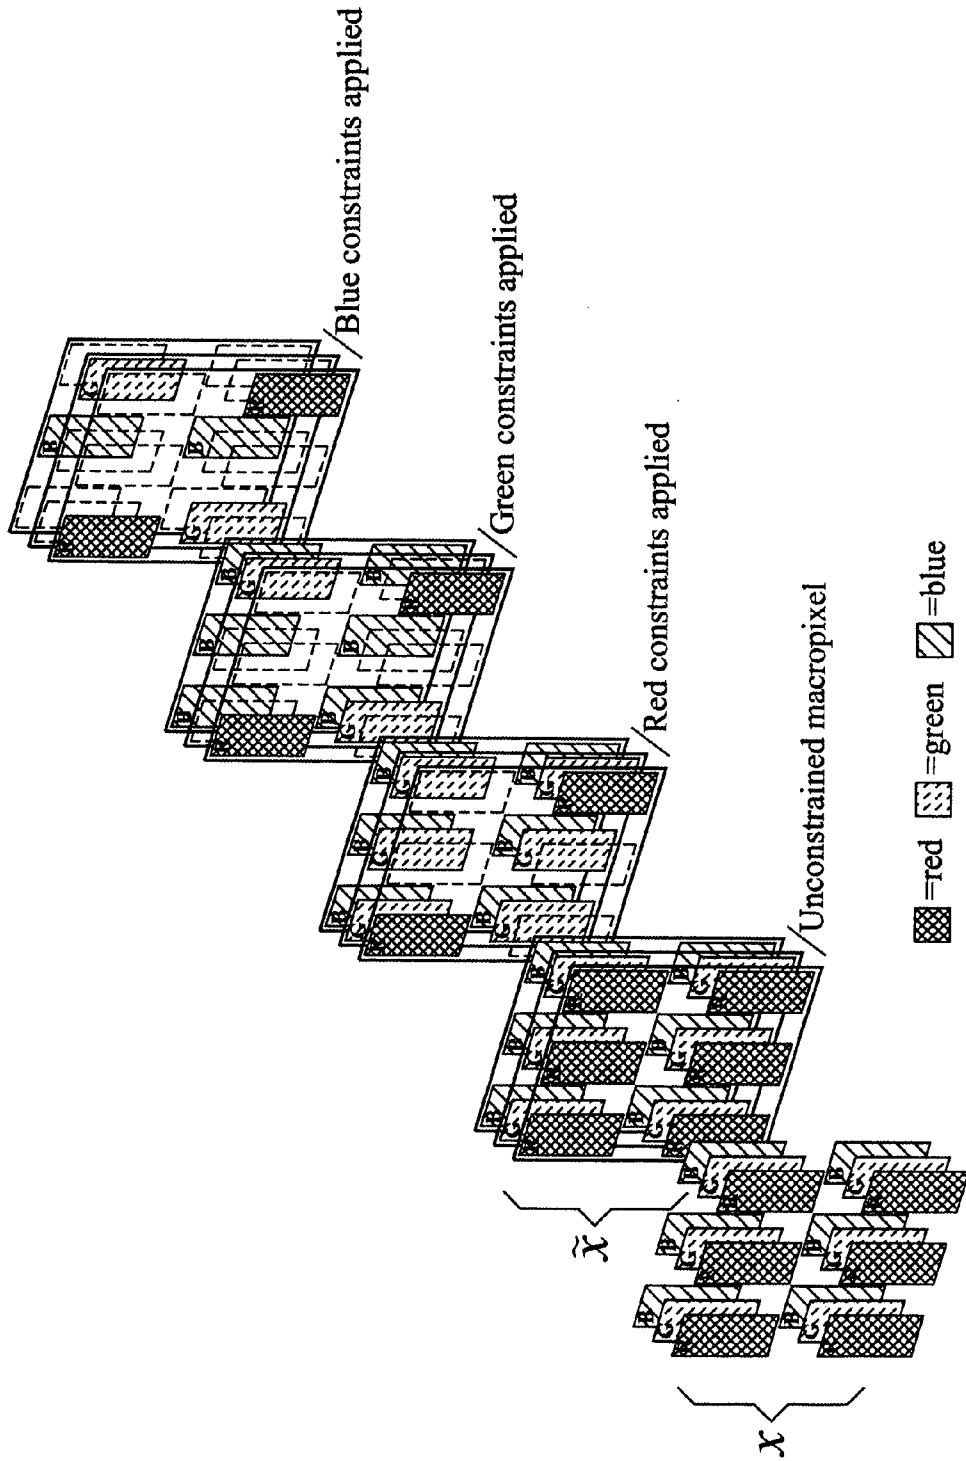 Blue constraints applied
Green constraints applied
Red constraints applied
Unconstrained macropixel
x̃
x
=red =green =blue
B B G G R R
B B B B B G G R R
B B B B B B G G G G G G R R
B B B B B B G G G G G G R R R R R R
B B B B B B G G G G G G R R R R R R